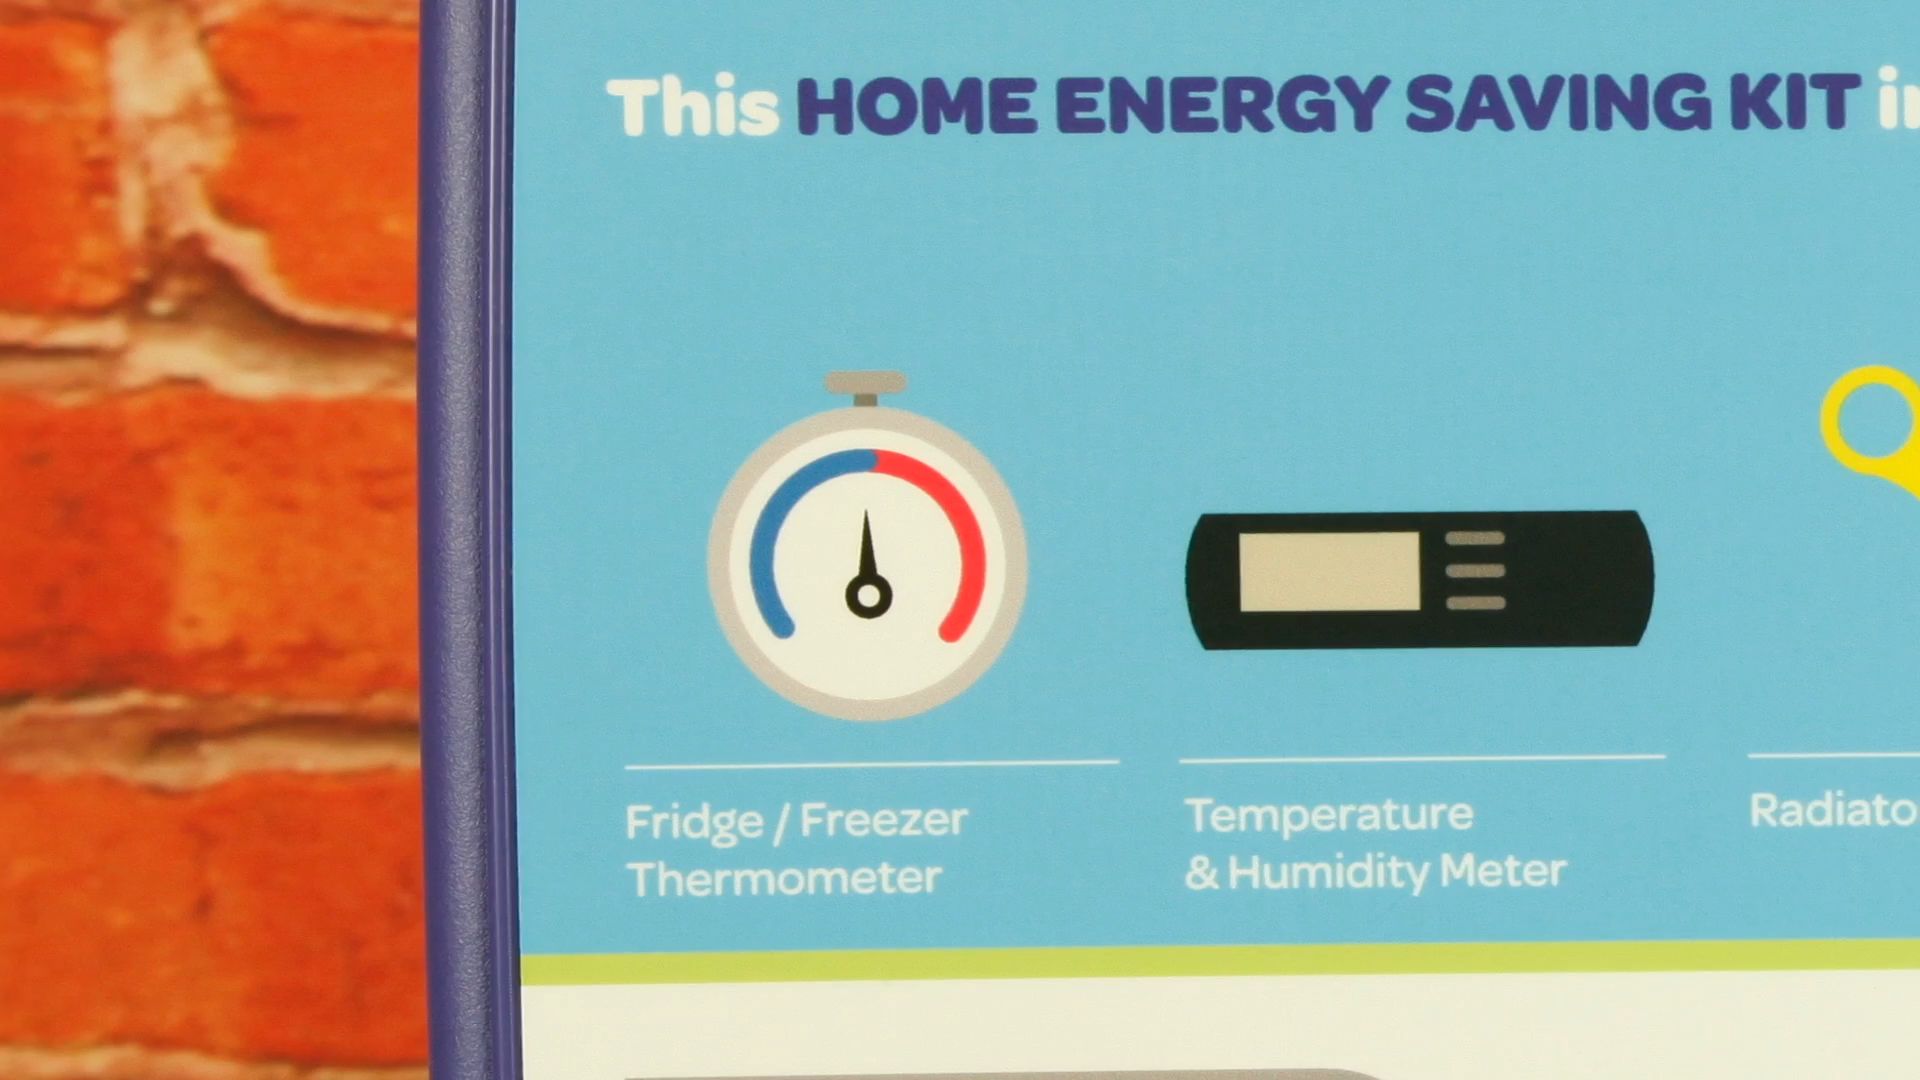 This HOME ENERGY SAVING KIT
Fridge / Freezer
Thermometer
Temperature
& Humidity Meter